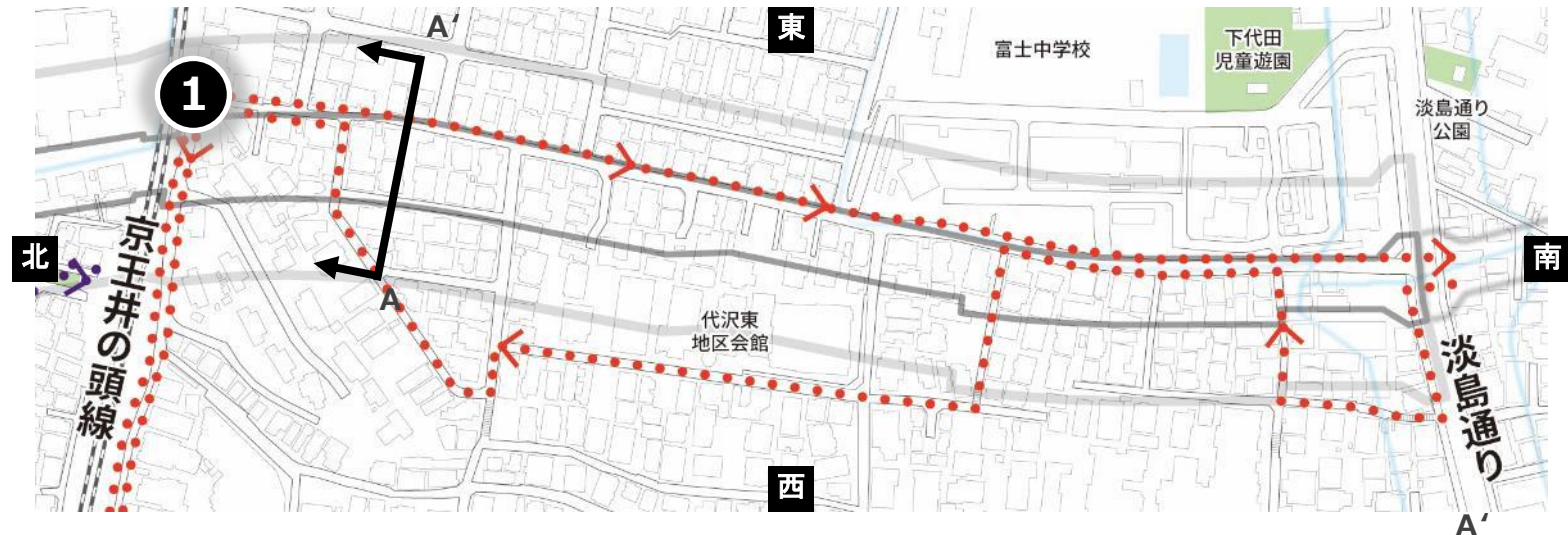 A‘
東
富士中学校
下代田
児童遊園
1
淡島通り
公園
北
京王井の頭線
南
A
代沢東
地区会館
淡島通り
西
A‘